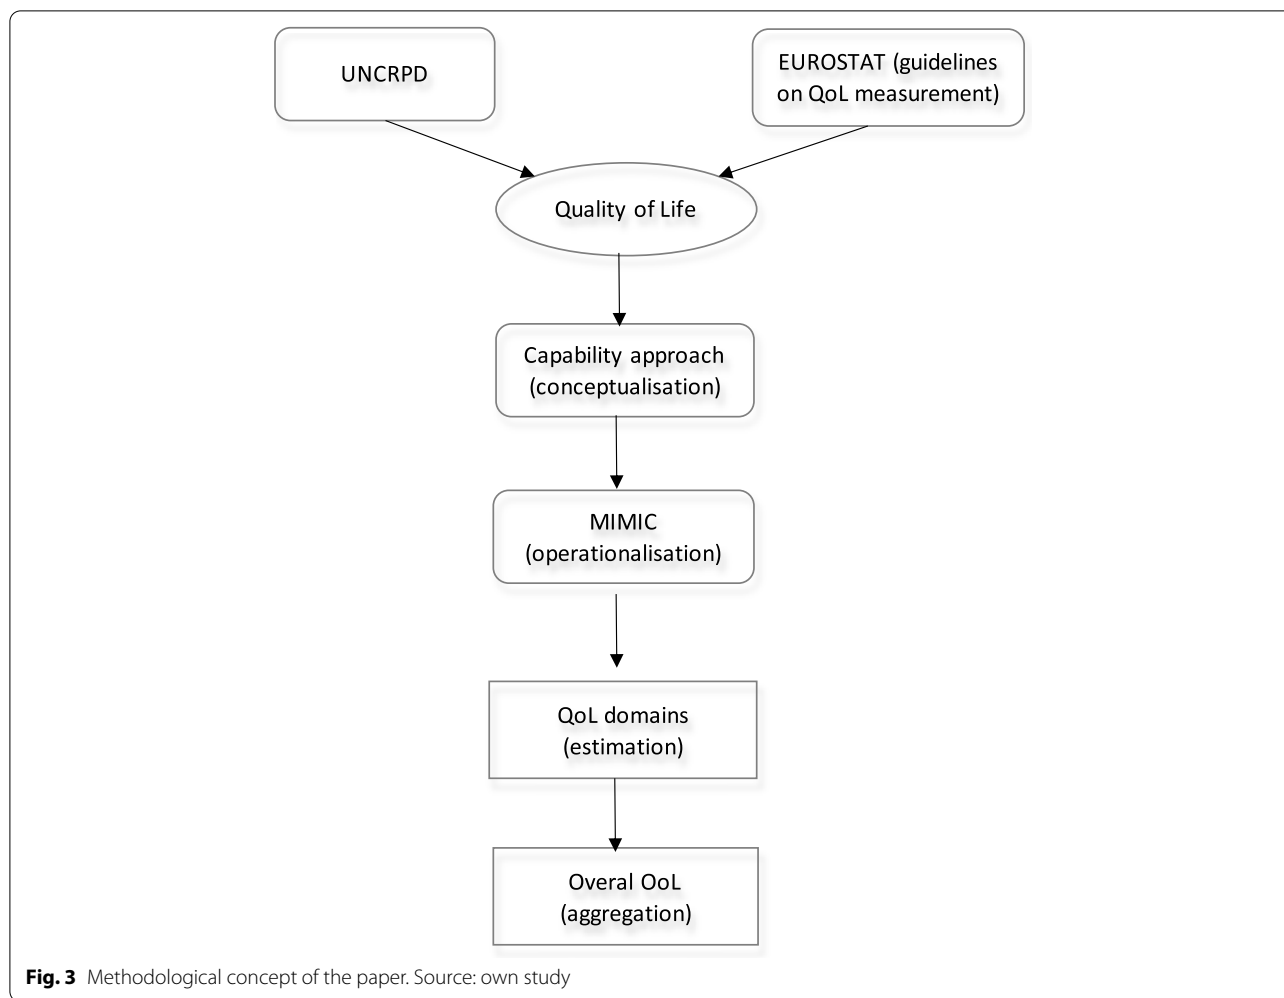 UNCRPD
EUROSTAT (guidelines
on QoL measurement)
Quality of Life
Capability approach
(conceptualisation)
MIMIC
(operationalisation)
QoL domains
(estimation)
Overal OoL
(aggregation)
Fig. 3 Methodological concept of the paper. Source: own study